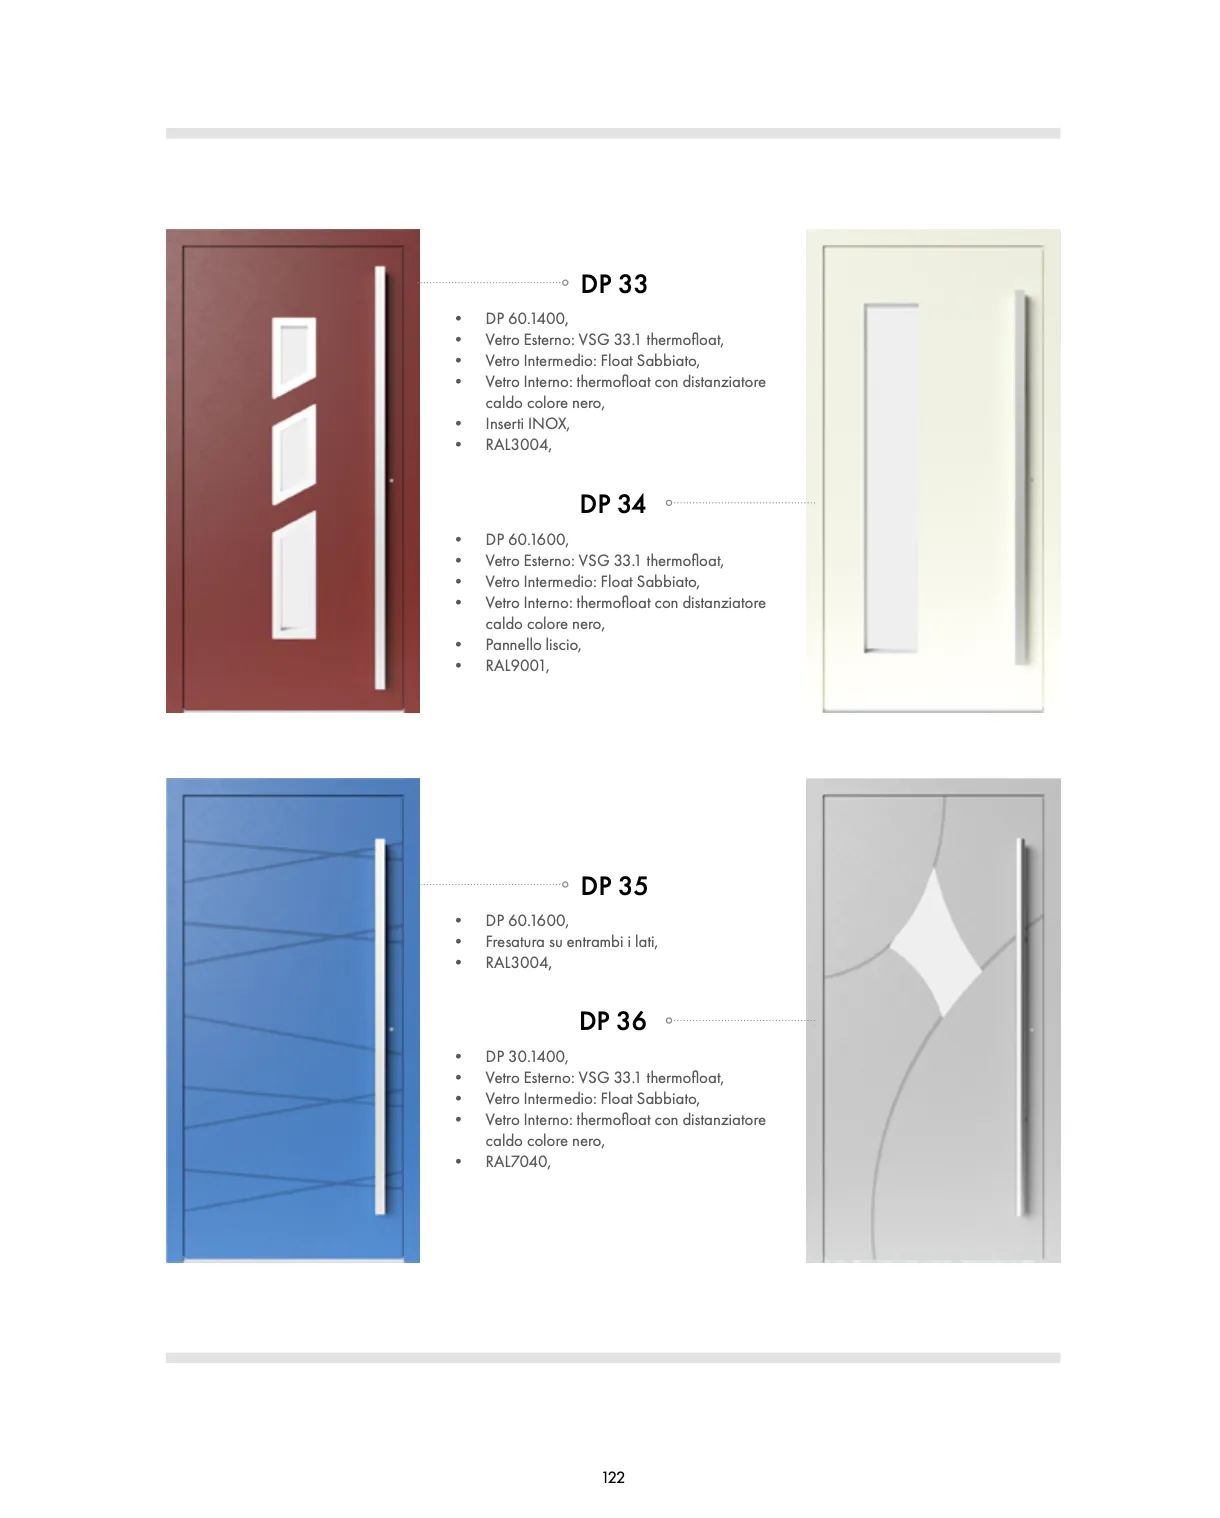 DP 33
• DP 60.1400,
• Vetro Esterno: VSG 33.1 thermofloat,
• Vetro Intermedio: Float Sabbiato,
• Vetro Interno: thermofloat con distanziatore
caldo colore nero,
• Inserti INOX,
• RAL3004,
DP 34
• DP 60.1600,
• Vetro Esterno: VSG 33.1 thermofloat,
• Vetro Intermedio: Float Sabbiato,
• Vetro Interno: thermofloat con distanziatore
caldo colore nero,
• Pannello liscio,
• RAL9001,
DP 35
• DP 60.1600,
• Fresatura su entrambi i lati,
• RAL3004,
DP 36
• DP 30.1400,
• Vetro Esterno: VSG 33.1 thermofloat,
• Vetro Intermedio: Float Sabbiato,
• Vetro Interno: thermofloat con distanziatore
caldo colore nero,
• RAL7040,
122